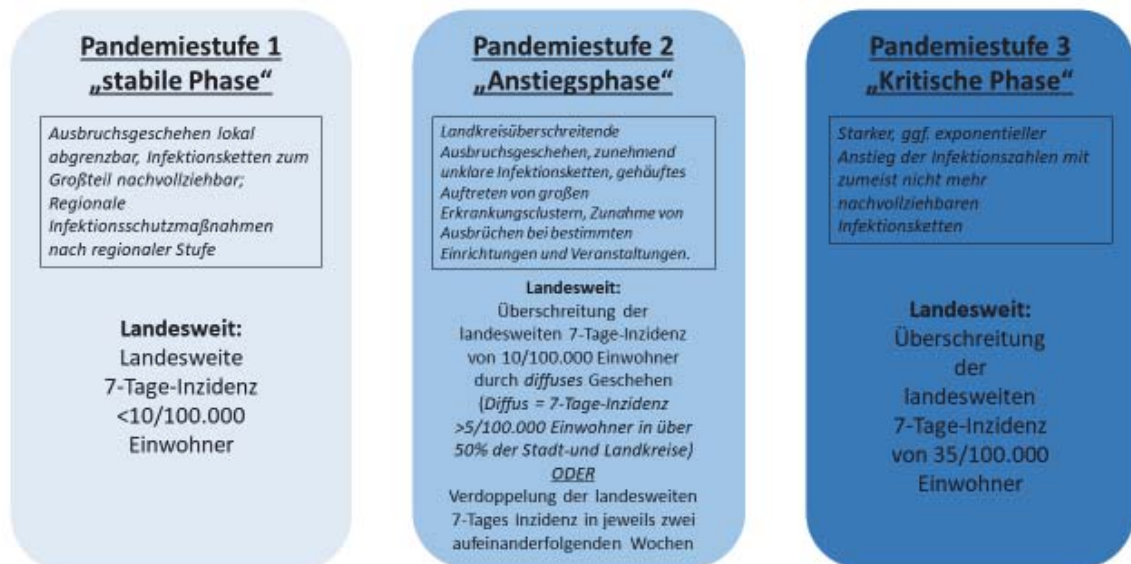 Pandemiestufe 1
„stabile Phase“
Ausbruchsgeschehen lokal
abgrenzbar, Infektionsketten zum
Großteil nachvollziehbar;
Regionale
Infektionsschutzmaßnahmen
nach regionaler Stufe
Landesweit:
Landesweite
7-Tage-Inzidenz
<10/100.000
Einwohner
Pandemiestufe 2
„Anstiegsphase“
Landkreisüberschreitende
Ausbruchsgeschehen, zunehmend
unklare Infektionsketten, gehäuftes
Auftreten von großen
Erkrankungsclustern, Zunahme von
Ausbrüchen bei bestimmten
Einrichtungen und Veranstaltungen.
Landesweit:
Überschreitung der
landesweiten 7-Tage-Inzidenz
von 10/100.000 Einwohner
durch diffuses Geschehen
(Diffus = 7-Tage-Inzidenz
>5/100.000 Einwohner in über
50% der Stadt-und Landkreise)
ODER
Verdoppelung der landesweiten
7-Tages Inzidenz in jeweils zwei
aufeinanderfolgenden Wochen
Pandemiestufe 3
„Kritische Phase“
Starker, ggf. exponentieller
Anstieg der Infektionszahlen mit
zumeist nicht mehr
nachvollziehbaren
Infektionsketten
Landesweit:
Überschreitung
der
landesweiten
7-Tage-Inzidenz
von 35/100.000
Einwohner